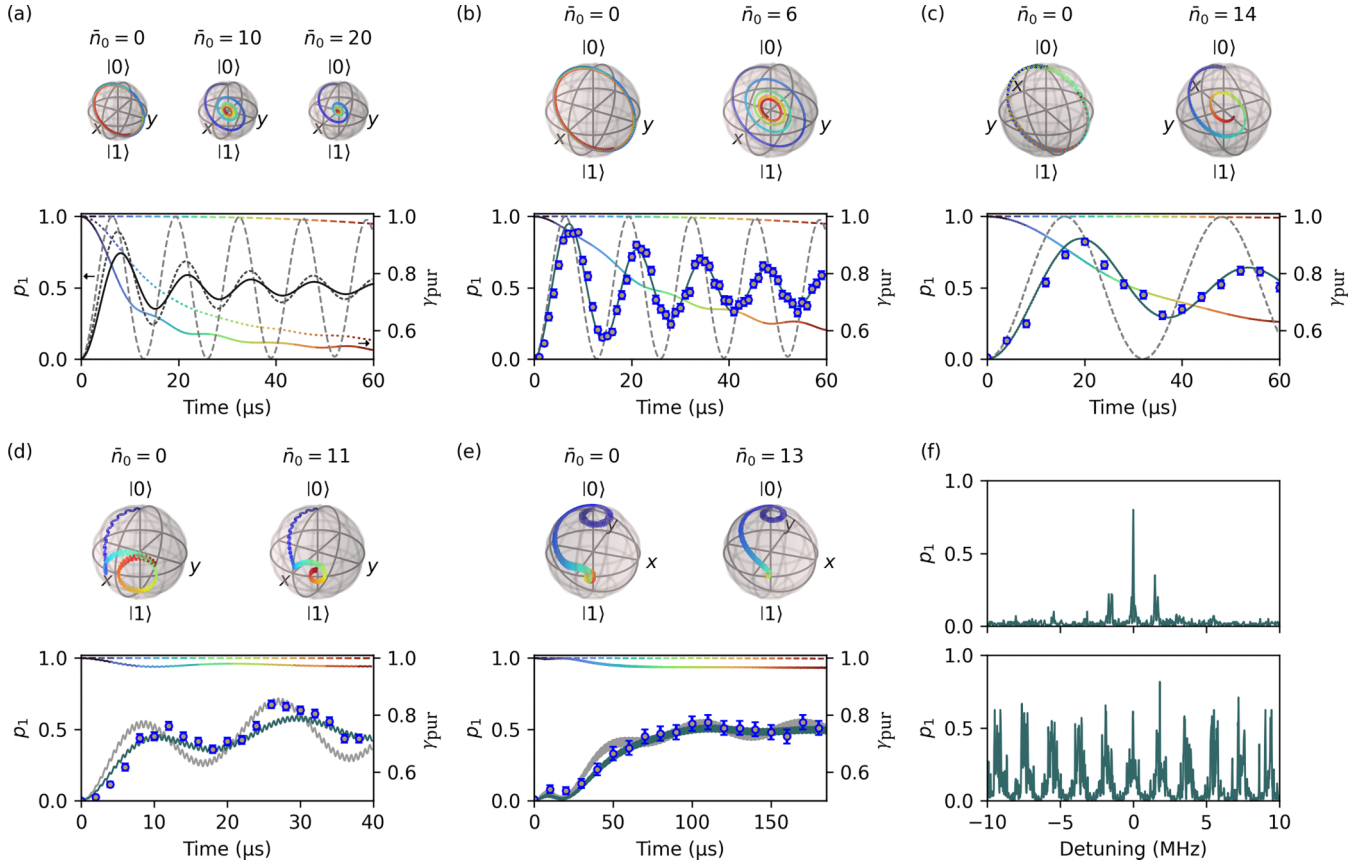 (a)
n̄₀ = 0
n̄₀ = 10
n̄₀ = 20
|0⟩
|0⟩
|0⟩
x
y
x
y
x
y
|1⟩
|1⟩
|1⟩
1.0
0.5
0.0
p₁
1.0
0.8
0.6
γpur
0
20
40
60
Time (µs)
(b)
n̄₀ = 0
n̄₀ = 6
|0⟩
|0⟩
x
y
x
y
|1⟩
|1⟩
1.0
0.5
0.0
p₁
1.0
0.8
0.6
γpur
0
20
40
60
Time (µs)
(c)
n̄₀ = 0
n̄₀ = 14
|0⟩
|0⟩
x
y
x
y
|1⟩
|1⟩
1.0
0.5
0.0
p₁
1.0
0.8
0.6
γpur
0
20
40
60
Time (µs)
(d)
n̄₀ = 0
n̄₀ = 11
|0⟩
|0⟩
x
y
x
y
|1⟩
|1⟩
1.0
0.5
0.0
p₁
1.0
0.8
0.6
γpur
0
10
20
30
40
Time (µs)
(e)
n̄₀ = 0
n̄₀ = 13
|0⟩
|0⟩
y
x
y
x
|1⟩
|1⟩
1.0
0.5
0.0
p₁
1.0
0.8
0.6
γpur
0
50
100
150
Time (µs)
(f)
1.0
0.5
0.0
p₁
1.0
0.5
0.0
p₁
−10
−5
0
5
10
Detuning (MHz)